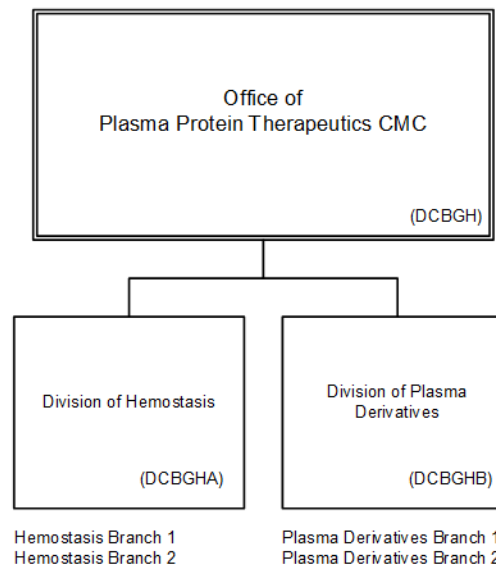 Office of
Plasma Protein Therapeutics CMC
(DCBGH)
Division of Hemostasis
(DCBGHA)
Division of Plasma
Derivatives
(DCBGHB)
Hemostasis Branch 1
Hemostasis Branch 2
Plasma Derivatives Branch 1
Plasma Derivatives Branch 2